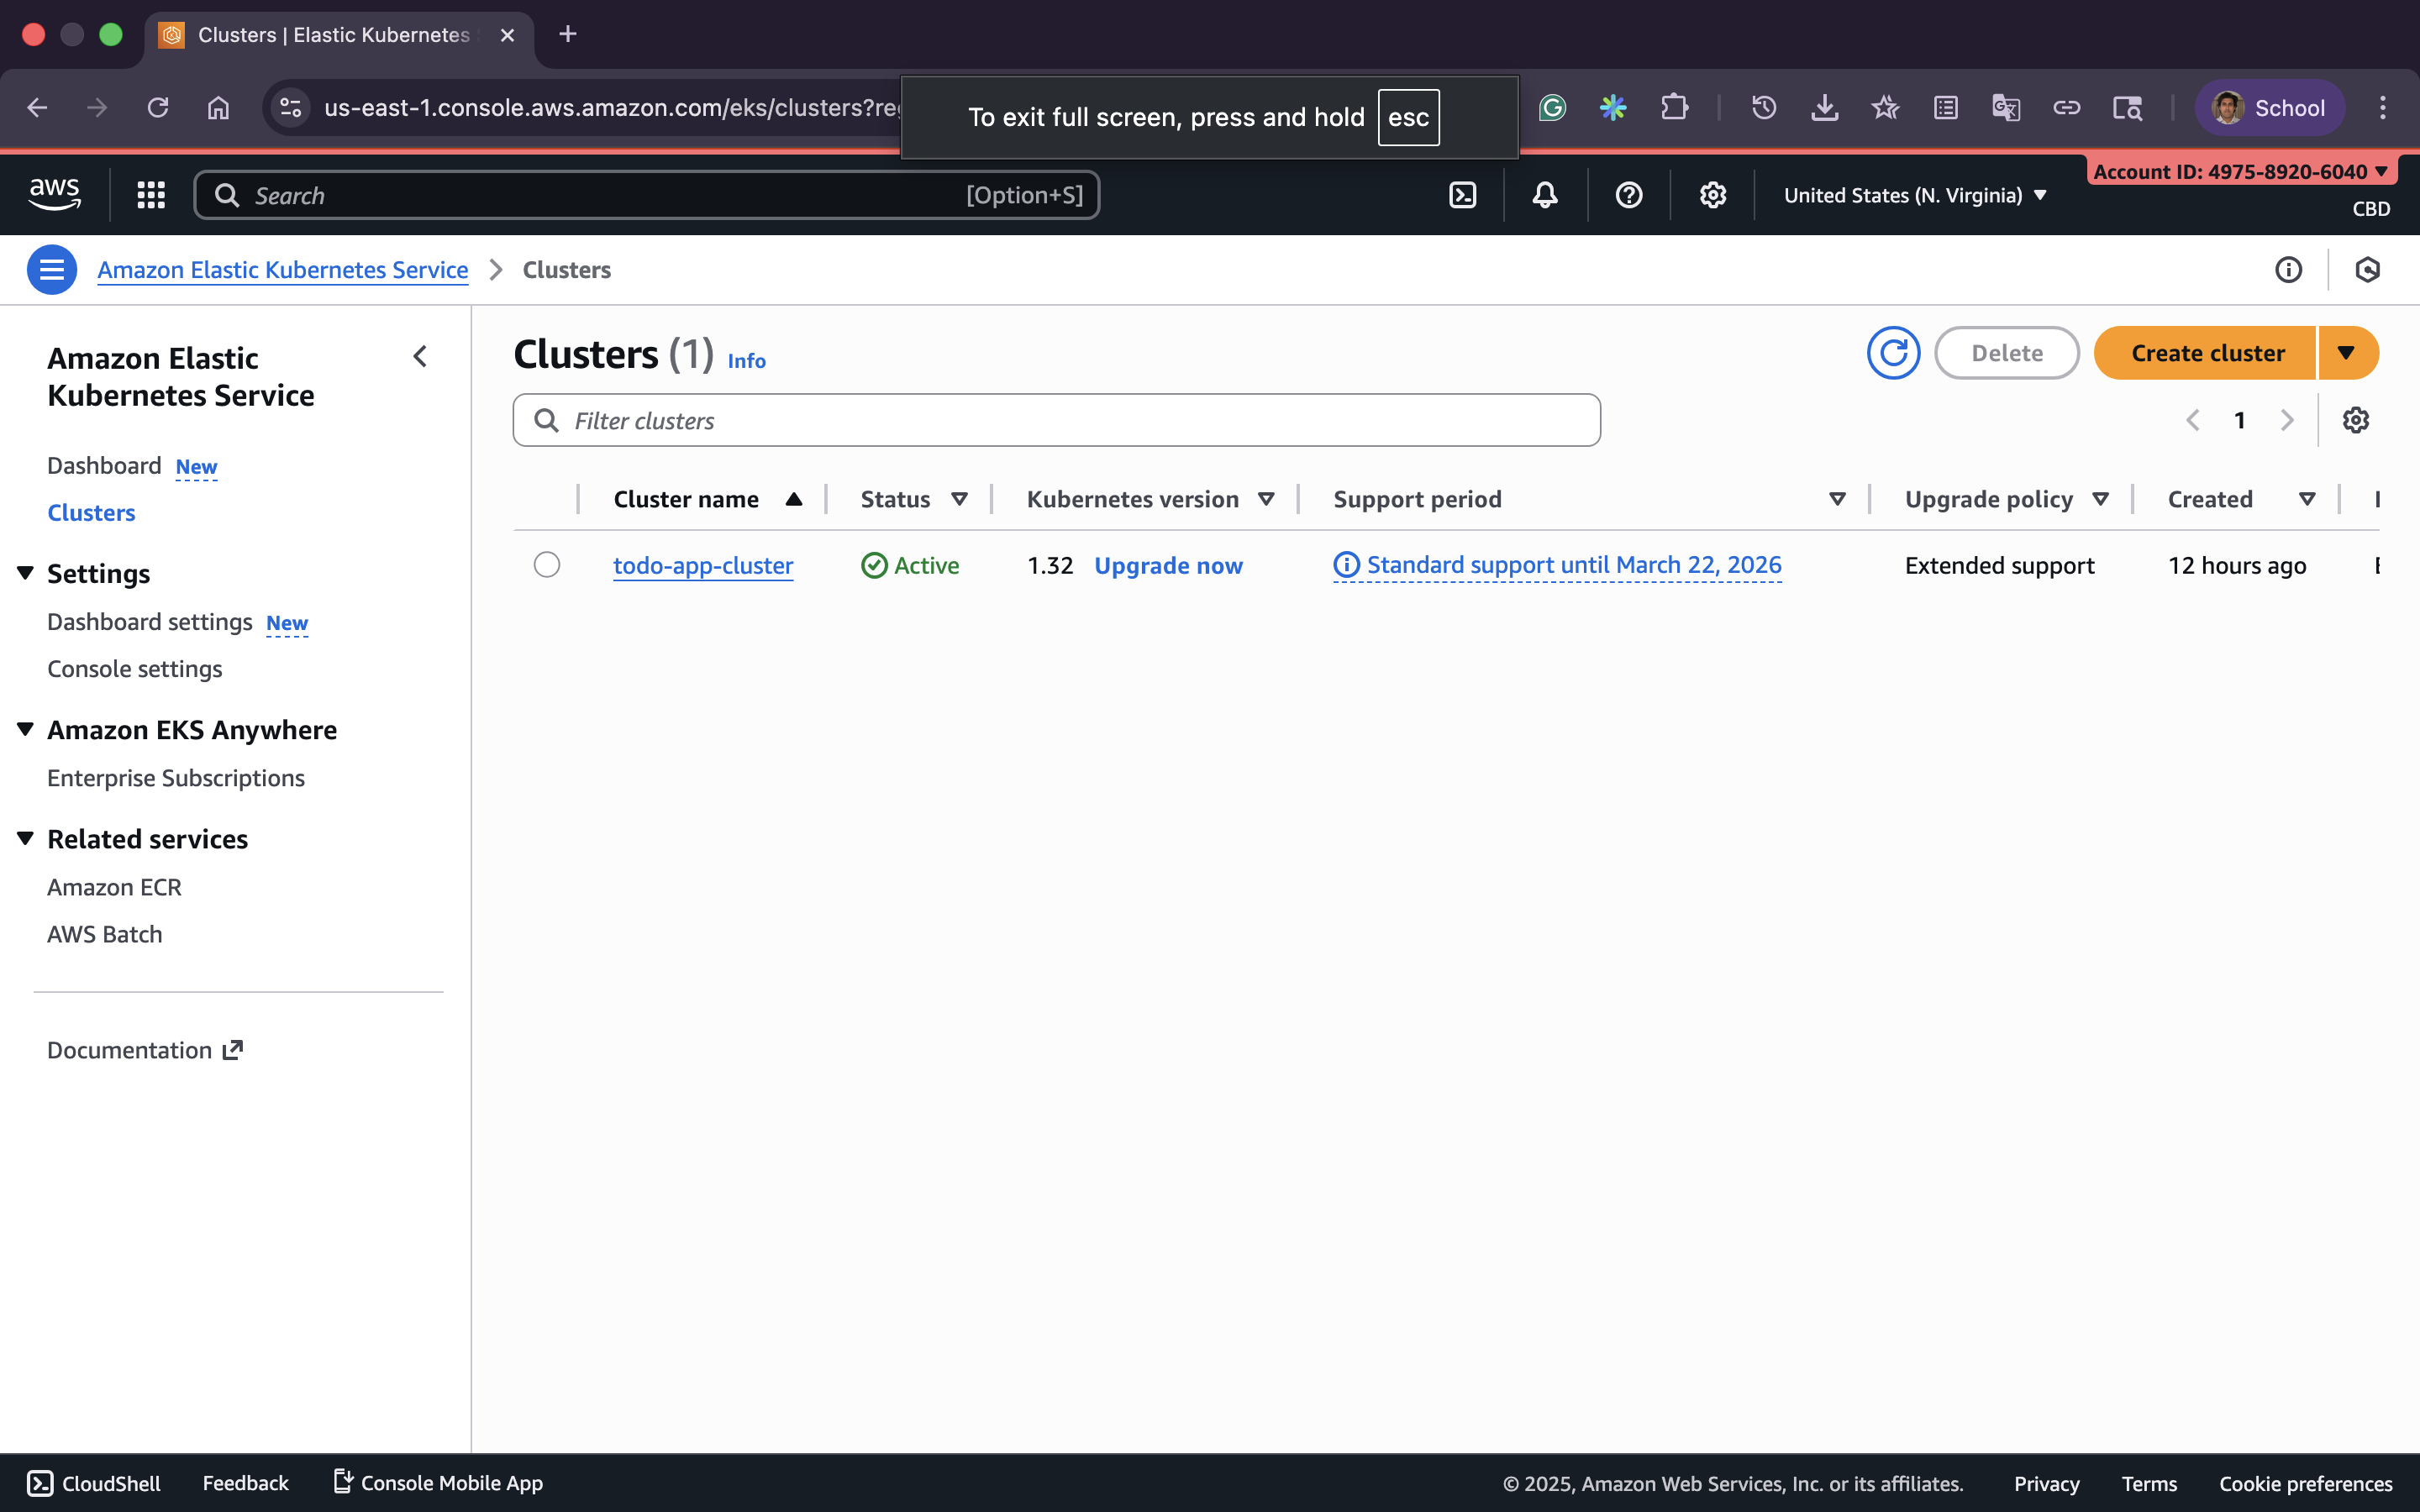 Clusters | Elastic Kubernetes
us-east-1.console.aws.amazon.com/eks/clusters?re
To exit full screen, press and hold esc
School
aws
Search [Option+S]
United States (N. Virginia)
Account ID: 4975-8920-6040
CBD
Amazon Elastic Kubernetes Service > Clusters
Amazon Elastic
Kubernetes Service
Dashboard New
Clusters
Settings
Dashboard settings New
Console settings
Amazon EKS Anywhere
Enterprise Subscriptions
Related services
Amazon ECR
AWS Batch
Documentation
Clusters (1) Info
Delete
Create cluster
Filter clusters
1
Cluster name Status Kubernetes version Support period Upgrade policy Created
todo-app-cluster Active 1.32 Upgrade now Standard support until March 22, 2026 Extended support 12 hours ago
CloudShell Feedback Console Mobile App © 2025, Amazon Web Services, Inc. or its affiliates. Privacy Terms Cookie preferences